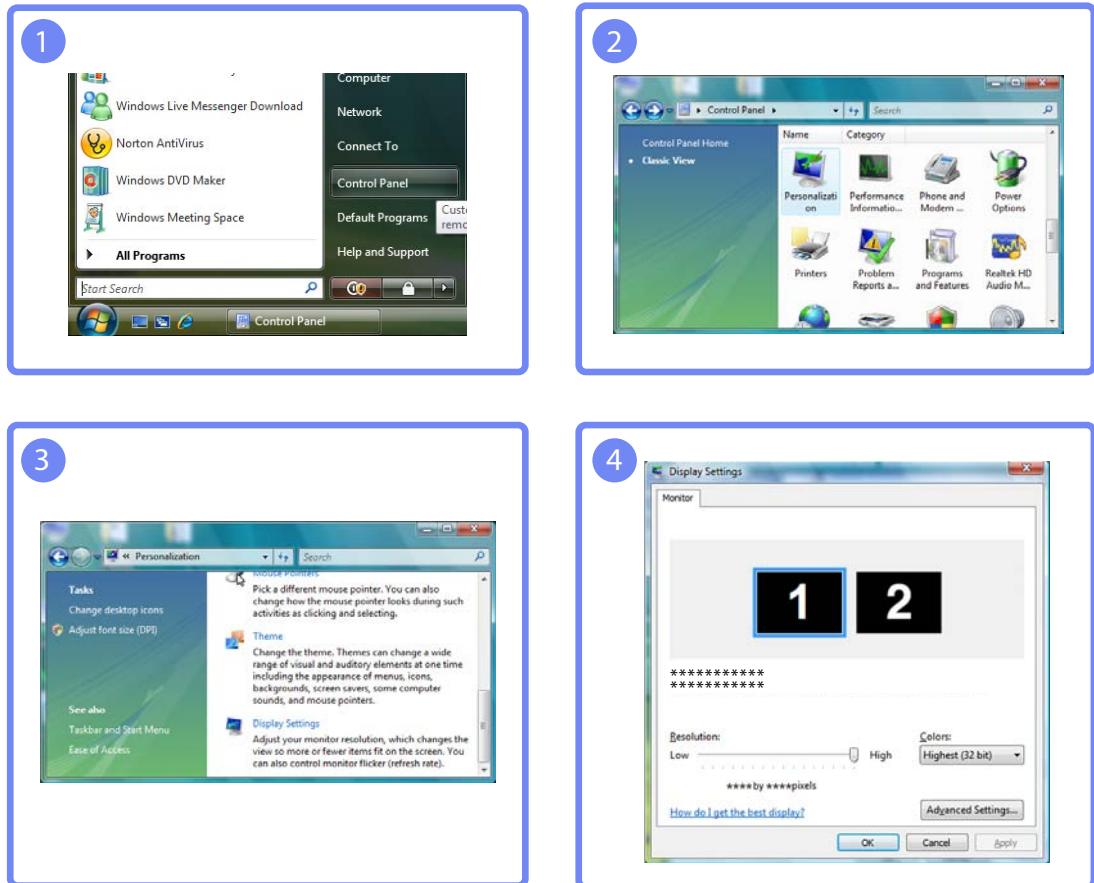 1
Computer
Windows Live Messenger Download
Network
Norton AntiVirus
Connect To
Windows DVD Maker
Control Panel
Windows Meeting Space
Default Programs
Custo
remo
All Programs
Help and Support
Start Search
Control Panel
2
Control Panel
Search
Control Panel Home
Classic View
Name Category
Personalizati
on
Performance
Informatio...
Phone and
Modem ...
Power
Options
Printers
Problem
Reports a...
Programs
and Features
Realtek HD
Audio M...
3
Personalization
Search
Tasks
Change desktop icons
Adjust font size (DPI)
See also
Taskbar and Start Menu
Ease of Access
Mouse Pointers
Pick a different mouse pointer. You can also
change how the mouse pointer looks during such
activities as clicking and selecting.
Theme
Change the theme. Themes can change a wide
range of visual and auditory elements at one time
including the appearance of menus, icons,
backgrounds, screen savers, some computer
sounds, and mouse pointers.
Display Settings
Adjust your monitor resolution, which changes the
view so more or fewer items fit on the screen. You
can also control monitor flicker (refresh rate).
4
Display Settings
Monitor
1 2
***********
***********
Resolution:
Low High
****by ****pixels
Colors:
Highest (32 bit)
How do I get the best display?
Advanced Settings...
OK Cancel Apply